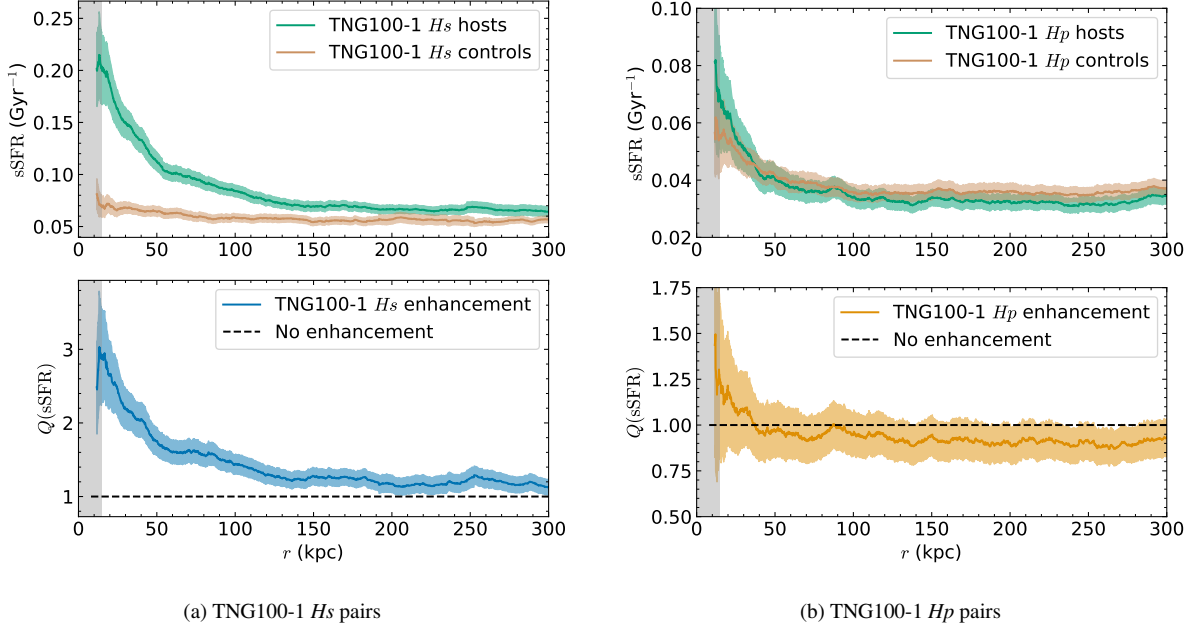 0.25
0.20
0.15
0.10
0.05
sSFR (Gyr⁻¹)
TNG100-1 Hs hosts
TNG100-1 Hs controls
0 50 100 150 200 250 300
3
2
1
Q(sSFR)
TNG100-1 Hs enhancement
No enhancement
0 50 100 150 200 250 300
r (kpc)
(a) TNG100-1 Hs pairs
0.10
0.08
0.06
0.04
0.02
sSFR (Gyr⁻¹)
TNG100-1 Hp hosts
TNG100-1 Hp controls
0 50 100 150 200 250 300
1.75
1.50
1.25
1.00
0.75
0.50
Q(sSFR)
TNG100-1 Hp enhancement
No enhancement
0 50 100 150 200 250 300
r (kpc)
(b) TNG100-1 Hp pairs